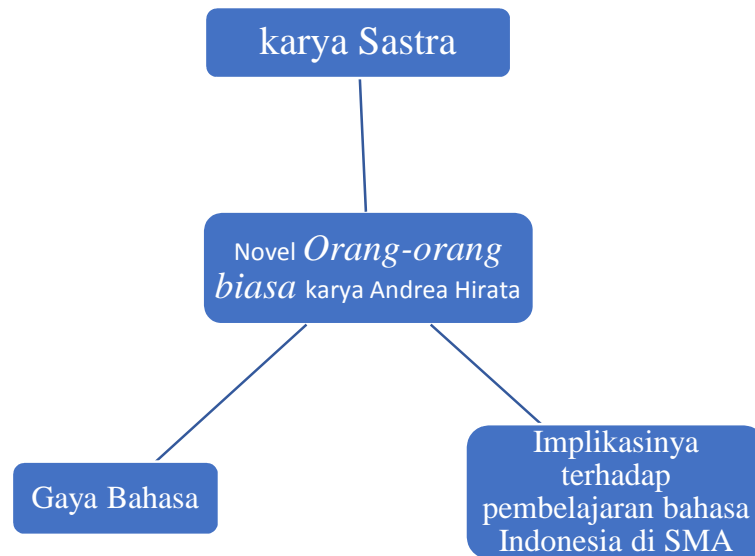 karya Sastra
Novel Orang-orang
biasa karya Andrea Hirata
Gaya Bahasa
Implikasinya
terhadap
pembelajaran bahasa
Indonesia di SMA